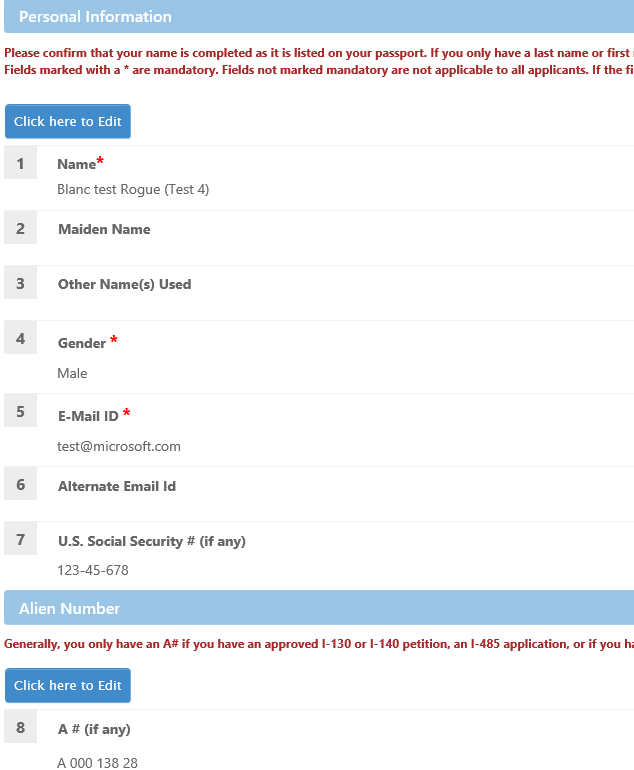 Personal Information
Please confirm that your name is completed as it is listed on your passport. If you only have a last name or first
Fields marked with a * are mandatory. Fields not marked mandatory are not applicable to all applicants. If the fi
Click here to Edit
1 Name*
Blanc test Rogue (Test 4)
2 Maiden Name
3 Other Name(s) Used
4 Gender *
Male
5 E-Mail ID *
test@microsoft.com
6 Alternate Email Id
7 U.S. Social Security # (if any)
123-45-678
Alien Number
Generally, you only have an A# if you have an approved I-130 or I-140 petition, an I-485 application, or if you ha
Click here to Edit
8 A # (if any)
A 000 138 28